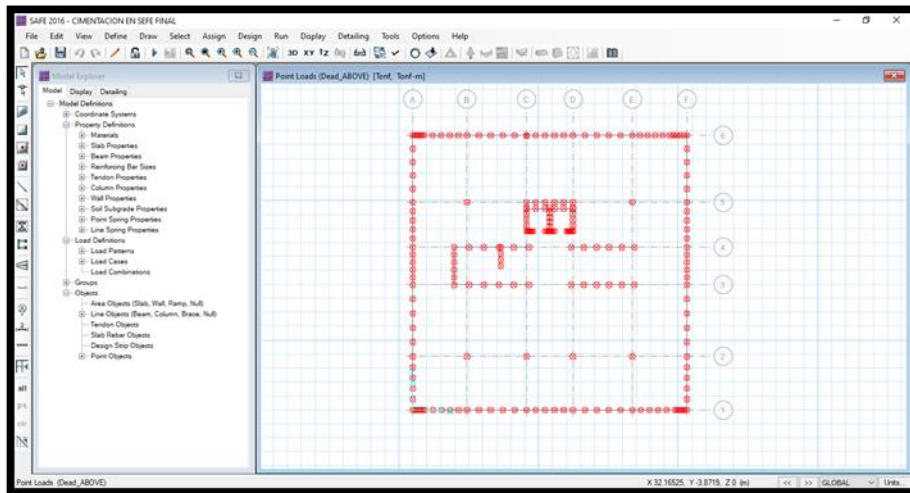 SAFE 2016 - CIMENTACION EN SEFE FINAL
File Edit View Define Draw Select Assign Design Run Display Detailing Tools Options Help
3D XY
Model Explorer
Model Display Detailing
Model Definitions
Coordinate Systems
Property Definitions
Materials
Slab Properties
Beam Properties
Reinforcing Bar Sizes
Tendon Properties
Column Properties
Wall Properties
Soil Subgrade Properties
Point Spring Properties
Line Spring Properties
Load Definitions
Load Patterns
Load Cases
Load Combinations
Groups
Objects
Area Objects (Slab, Wall, Ramp, Null)
Line Objects (Beam, Column, Brace, Null)
Tendon Objects
Slab Rebar Objects
Design Strip Objects
Point Objects
all
Point Loads (Dead_ABOVE) [Tonf, Tonf-m]
A B C D E F
6
5
4
3
2
1
Point Loads (Dead_ABOVE)
X 32.16525, Y -3.8719, Z 0 (m) << >> GLOBAL Units...